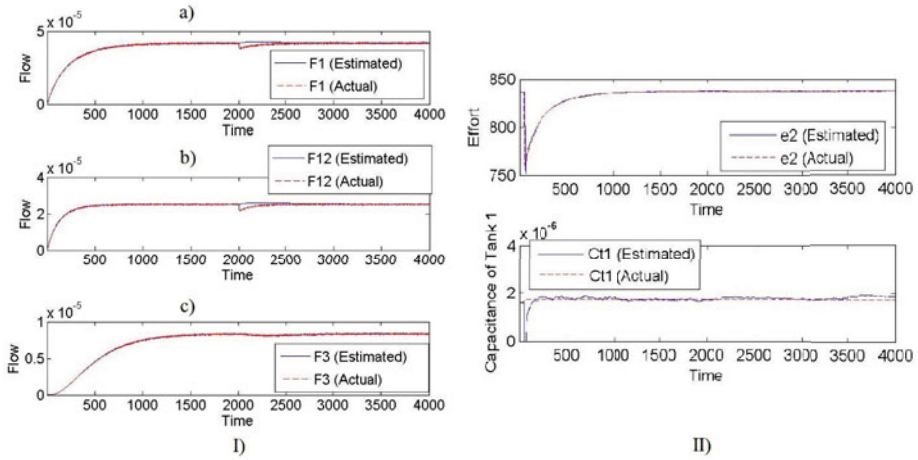 a)
x 10⁻⁵
5
Flow
0
F1 (Estimated)
F1 (Actual)
500 1000 1500 2000 2500 3000 3500 4000
Time
b)
x 10⁻⁵
4
2
0
Flow
F12 (Estimated)
F12 (Actual)
500 1000 1500 2000 2500 3000 3500 4000
Time
c)
x 10⁻⁵
1
0.5
0
Flow
F3 (Estimated)
F3 (Actual)
500 1000 1500 2000 2500 3000 3500 4000
Time
I)
850
800
750
Effort
e2 (Estimated)
e2 (Actual)
500 1000 1500 2000 2500 3000 3500 4000
Time
x 10⁻⁶
4
2
0
Capacitance of Tank 1
Ct1 (Estimated)
Ct1 (Actual)
500 1000 1500 2000 2500 3000 3500 4000
Time
II)